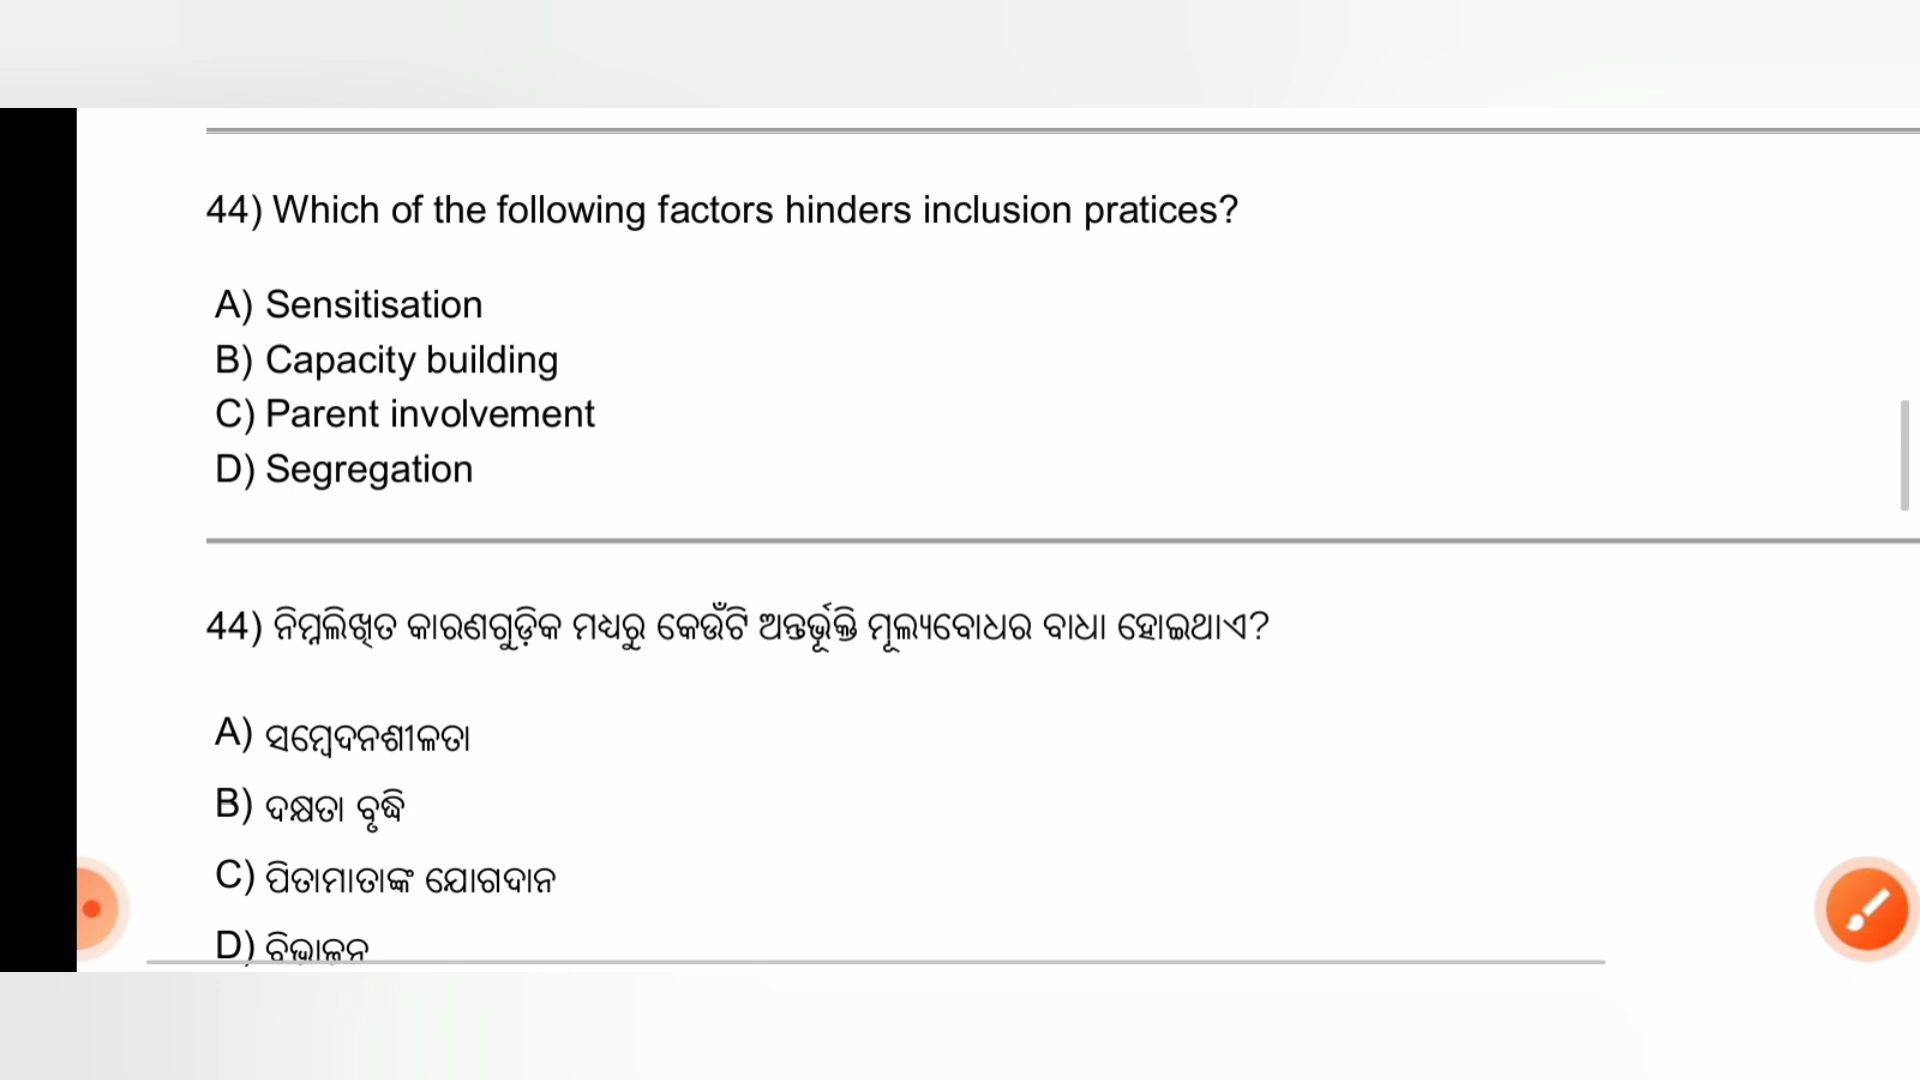 44) Which of the following factors hinders inclusion pratices?
A) Sensitisation
B) Capacity building
C) Parent involvement
D) Segregation
44) ନିମ୍ନଲିଖିତ କାରଣଗୁଡ଼ିକ ମଧ୍ୟରୁ କେଉଁଟି ଅନ୍ତର୍ଭୂକ୍ତି ମୂଲ୍ୟବୋଧର ବାଧା ହୋଇଥାଏ?
A) ସମ୍ବେଦନଶୀଳତା
B) ଦକ୍ଷତା ବୃଦ୍ଧି
C) ପିତାମାତାଙ୍କ ଯୋଗଦାନ
D) ବିଭାଜନ